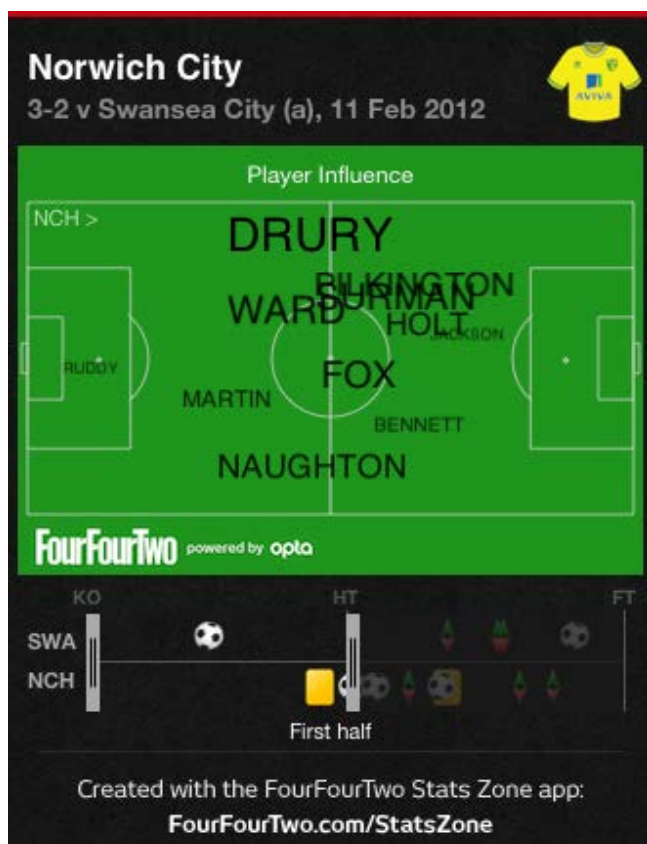 Norwich City
3-2 v Swansea City (a), 11 Feb 2012
AVIVA
Player Influence
NCH >
DRURY
PILKINGTON
SURMAN
WARD
HOLT
JACKSON
RUDDY
FOX
MARTIN
BENNETT
NAUGHTON
FourFourTwo powered by opta
KO HT FT
SWA
NCH
First half
Created with the FourFourTwo Stats Zone app:
FourFourTwo.com/StatsZone